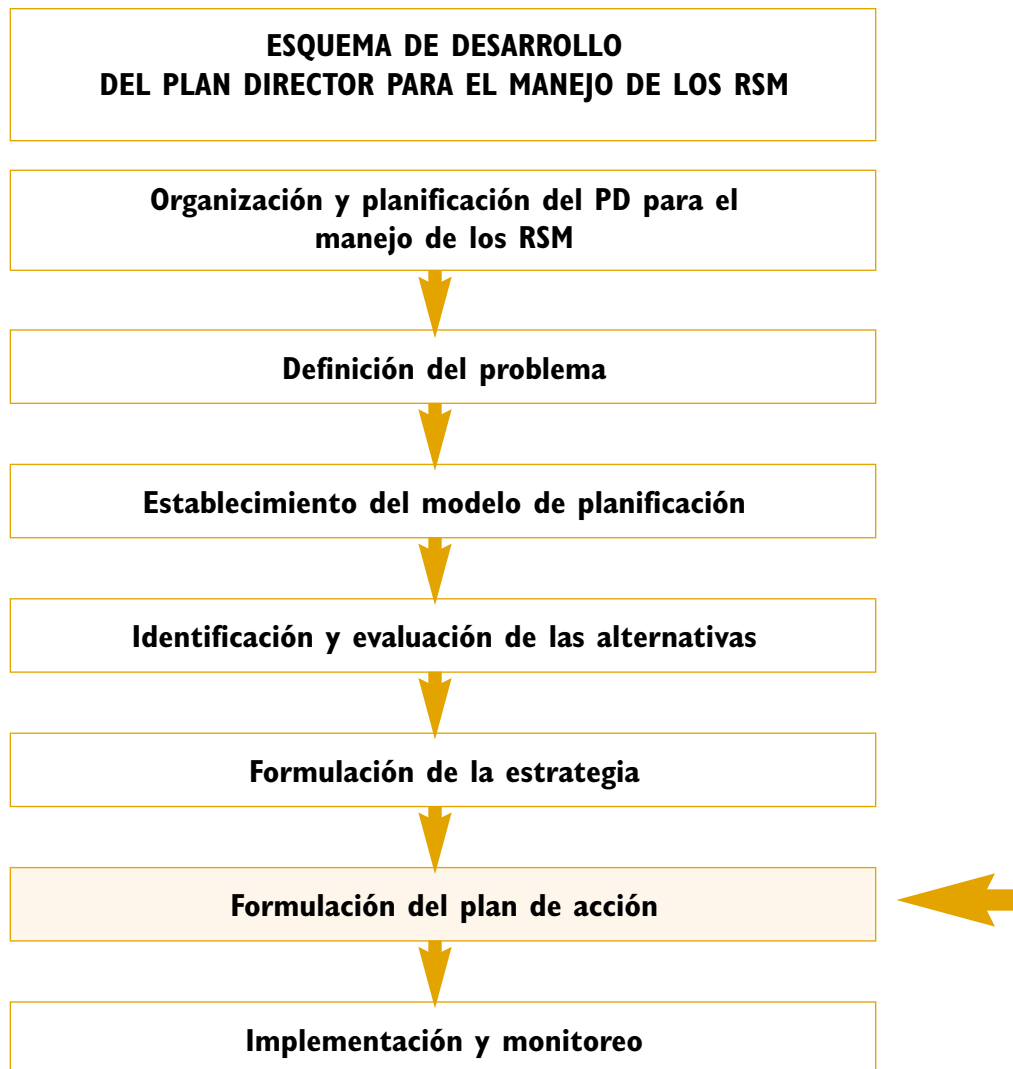 ESQUEMA DE DESARROLLO
DEL PLAN DIRECTOR PARA EL MANEJO DE LOS RSM
Organización y planificación del PD para el
manejo de los RSM
Definición del problema
Establecimiento del modelo de planificación
Identificación y evaluación de las alternativas
Formulación de la estrategia
Formulación del plan de acción
Implementación y monitoreo